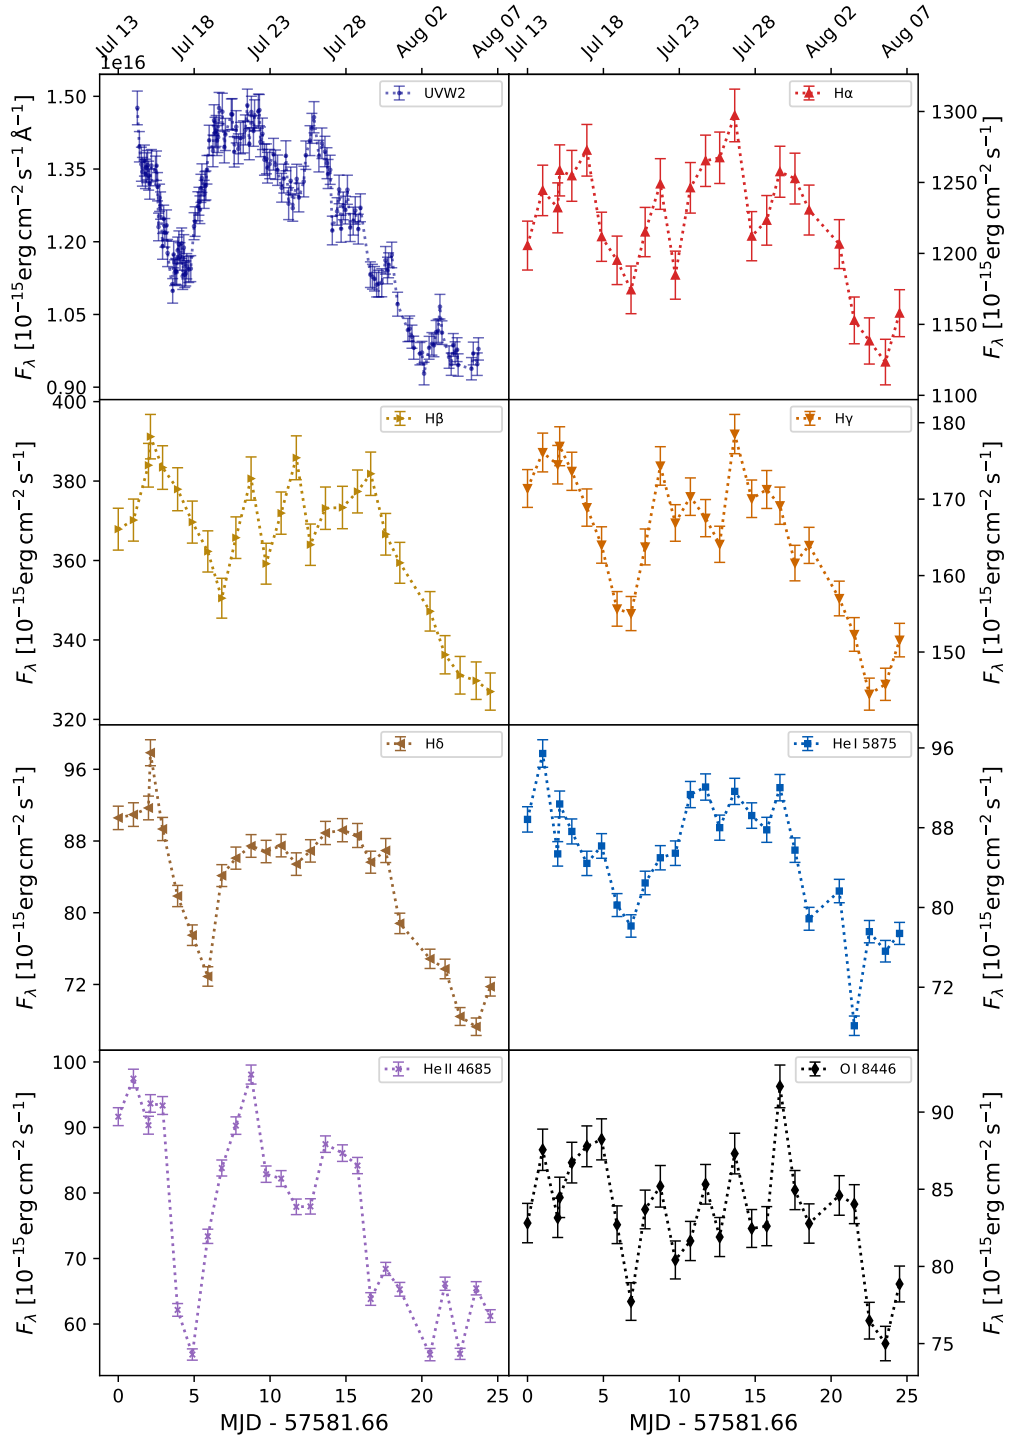 Jul 13 Jul 18 Jul 23 Jul 28 Aug 02 Aug 07 Jul 13 Jul 18 Jul 23 Jul 28 Aug 02 Aug 07
1e16
UVW2
1.50
1.35
1.20
1.05
0.90
Fλ [10−15erg cm−2 s−1 Å−1]
Hα
1300
1250
1200
1150
1100
Fλ [10−15erg cm−2 s−1]
Hβ
400
380
360
340
320
Fλ [10−15erg cm−2 s−1]
Hγ
180
170
160
150
Fλ [10−15erg cm−2 s−1]
Hδ
96
88
80
72
Fλ [10−15erg cm−2 s−1]
He I 5875
96
88
80
72
Fλ [10−15erg cm−2 s−1]
He II 4685
100
90
80
70
60
Fλ [10−15erg cm−2 s−1]
O I 8446
90
85
80
75
Fλ [10−15erg cm−2 s−1]
0 5 10 15 20 25 0 5 10 15 20 25
MJD - 57581.66 MJD - 57581.66